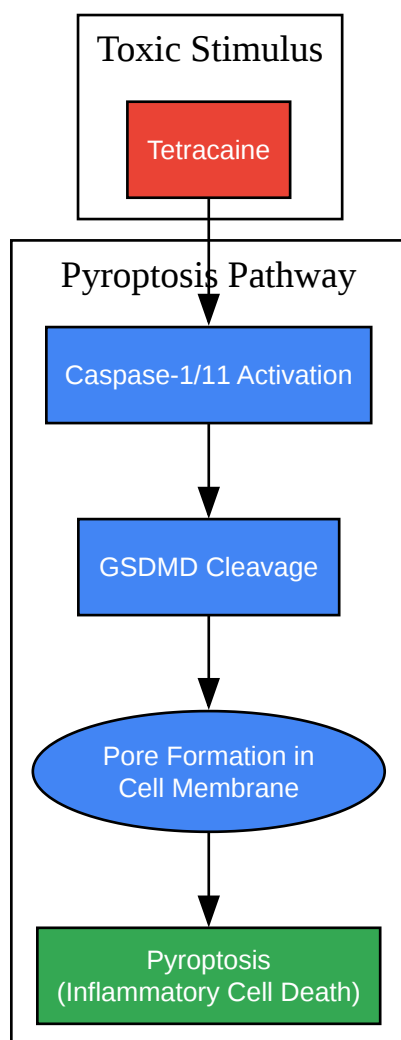 Toxic Stimulus
Tetracaine
Pyroptosis Pathway
Caspase-1/11 Activation
GSDMD Cleavage
Pore Formation in
Cell Membrane
Pyroptosis
(Inflammatory Cell Death)